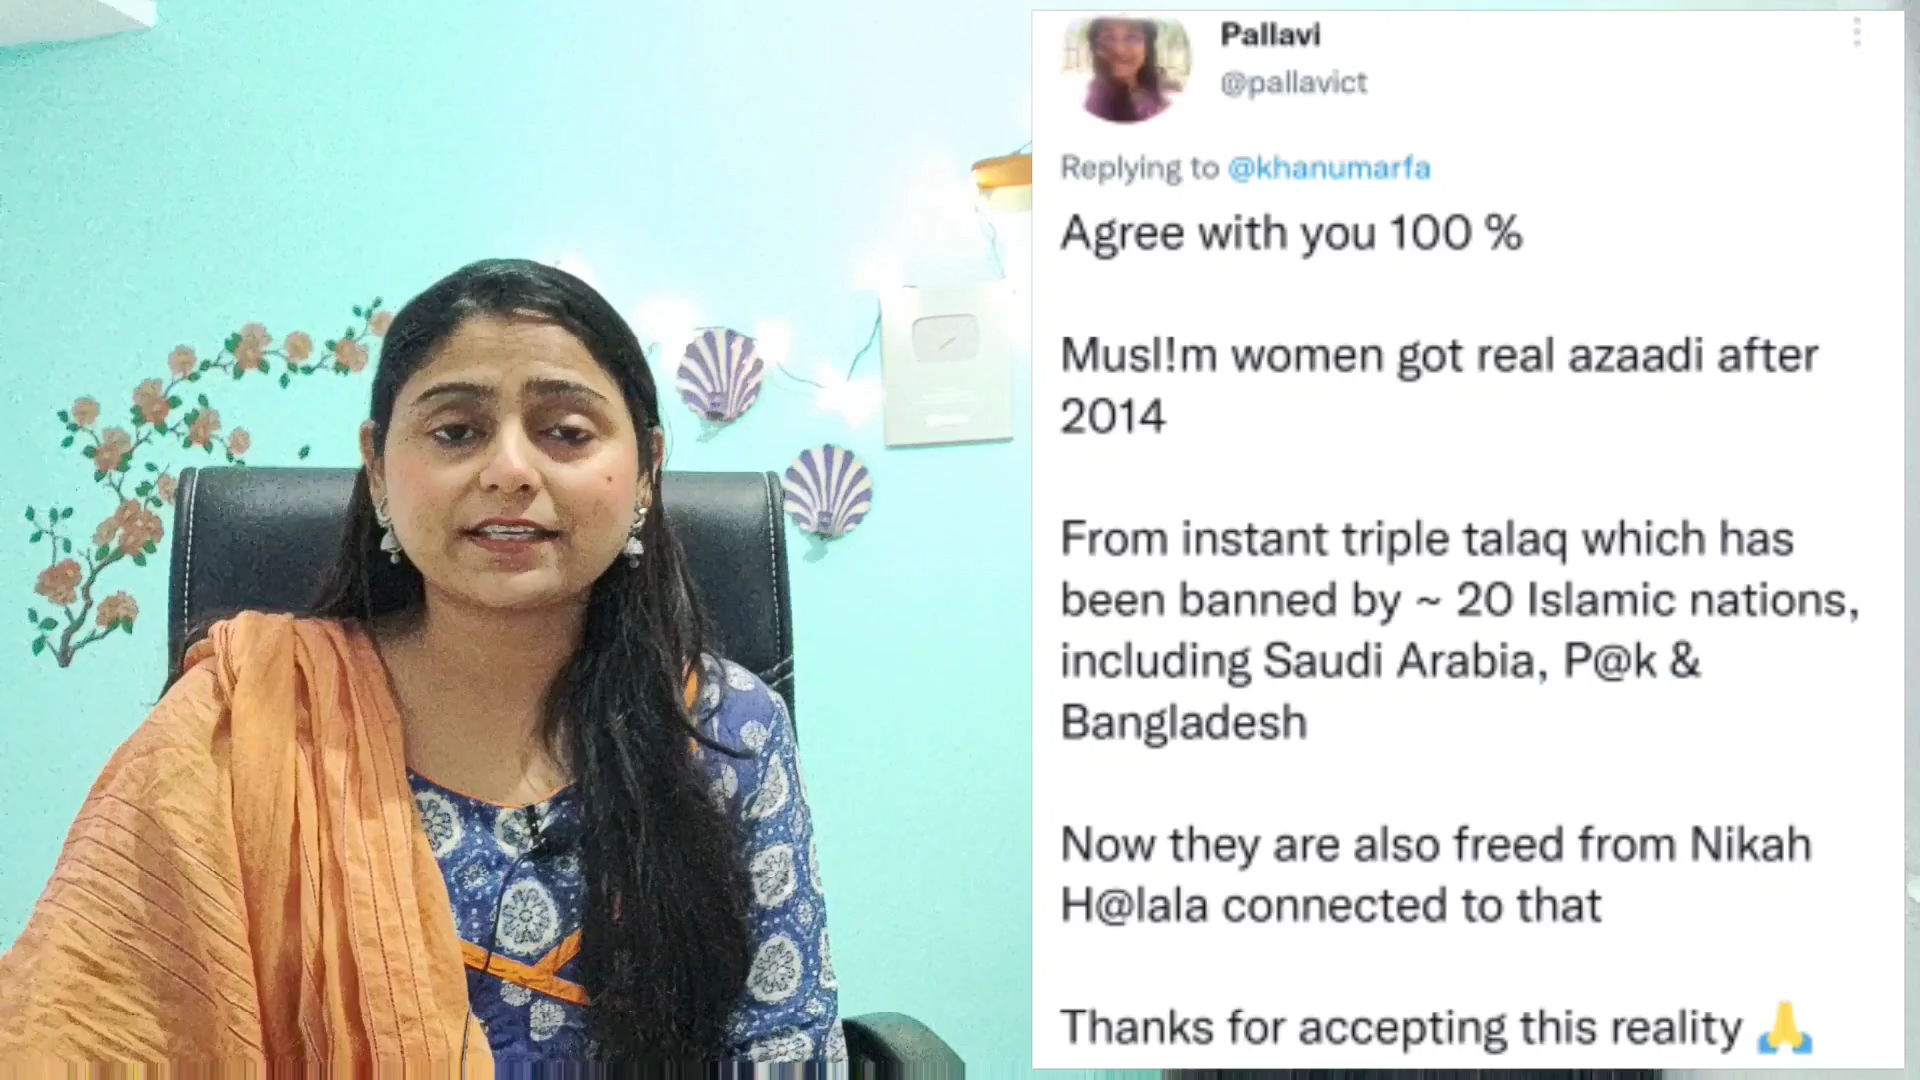 Pallavi
@pallavict
Replying to @khanumarfa
Agree with you 100 %
Musl!m women got real azaadi after
2014
From instant triple talaq which has
been banned by ~ 20 Islamic nations,
including Saudi Arabia, P@k &
Bangladesh
Now they are also freed from Nikah
H@lala connected to that
Thanks for accepting this reality 🙏